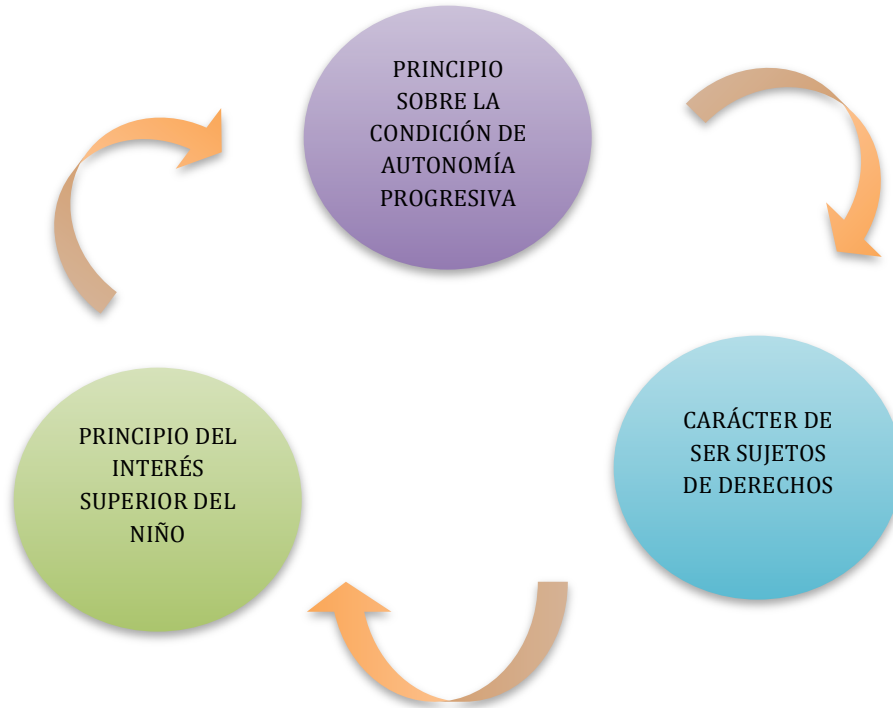 PRINCIPIO
SOBRE LA
CONDICIÓN DE
AUTONOMÍA
PROGRESIVA
CARÁCTER DE
SER SUJETOS
DE DERECHOS
PRINCIPIO DEL
INTERÉS
SUPERIOR DEL
NIÑO